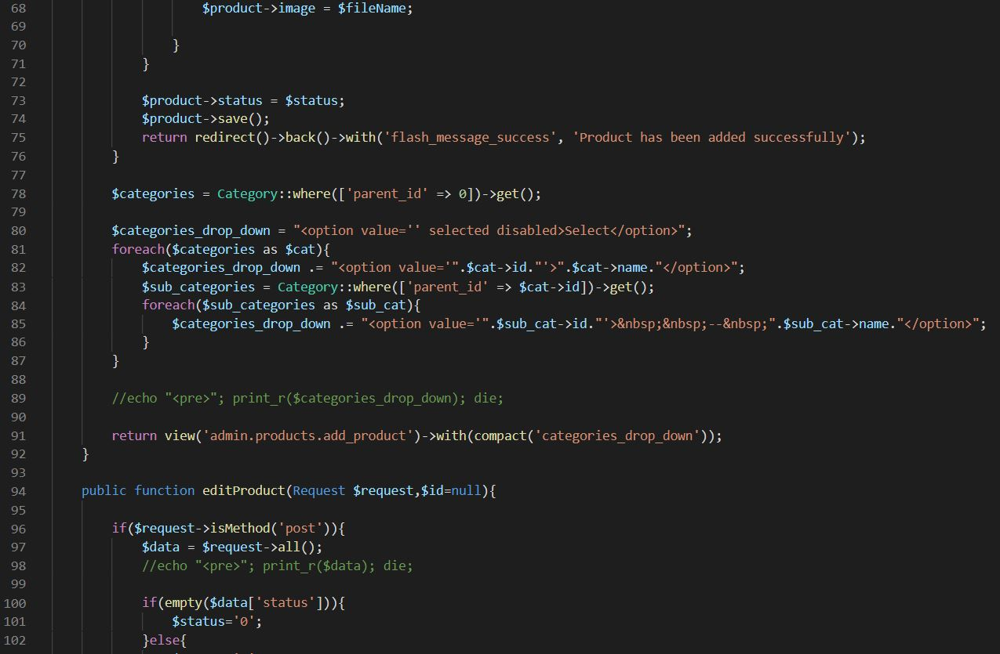 68 $product->image = $fileName;
69
70 }
71 }
72
73 $product->status = $status;
74 $product->save();
75 return redirect()->back()->with('flash_message_success', 'Product has been added successfully');
76 }
77
78 $categories = Category::where(['parent_id' => 0])->get();
79
80 $categories_drop_down = "<option value='' selected disabled>Select</option>";
81 foreach($categories as $cat){
82 $categories_drop_down .= "<option value='".$cat->id."'>".$cat->name."</option>";
83 $sub_categories = Category::where(['parent_id' => $cat->id])->get();
84 foreach($sub_categories as $sub_cat){
85 $categories_drop_down .= "<option value='".$sub_cat->id."'>&nbsp;&nbsp;--&nbsp;".$sub_cat->name."</option>";
86 }
87 }
88
89 //echo "<pre>"; print_r($categories_drop_down); die;
90
91 return view('admin.products.add_product')->with(compact('categories_drop_down'));
92 }
93
94 public function editProduct(Request $request,$id=null){
95
96 if($request->isMethod('post')){
97 $data = $request->all();
98 //echo "<pre>"; print_r($data); die;
99
100 if(empty($data['status'])){
101 $status='0';
102 }else{